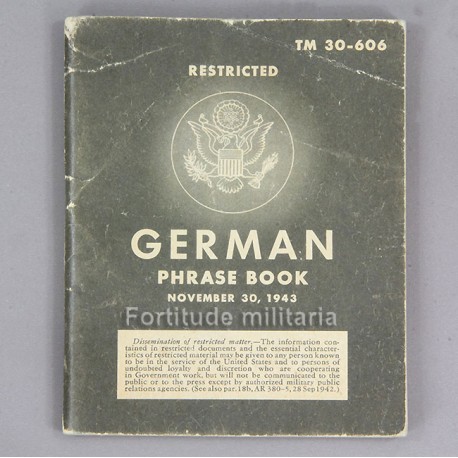 TM 30-606
RESTRICTED
GERMAN
PHRASE BOOK
NOVEMBER 30, 1943
Fortitude militaria
Dissemination of restricted matter.—The information con-
tained in restricted documents and the essential character-
istics of restricted material may be given to any person known
to be in the service of the United States and to persons of
undoubted loyalty and discretion who are cooperating
in Government work, but will not be communicated to the
public or to the press except by authorized military public
relations agencies. (See also par. 18b, AR 380-5, 28 Sep 1942.)